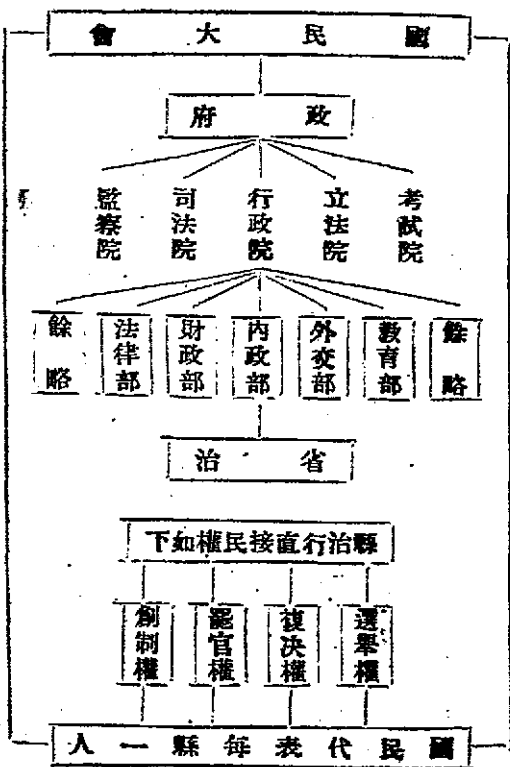 國民大會
政府
考試院
立法院
行政院
司法院
監察院
餘略
教育部
外交部
內政部
財政部
法律部
餘略
省治
縣治行直接民權如下
選舉權
復决權
罷官權
創制權
國民代表每縣一人